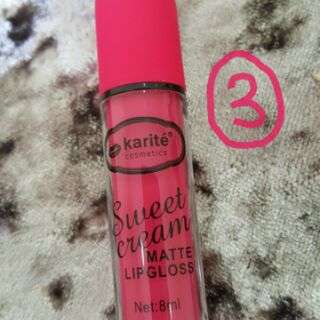 karité®
cosmetics
Sweet
cream
MATTE
LIPGLOSS
Net:8ml
3